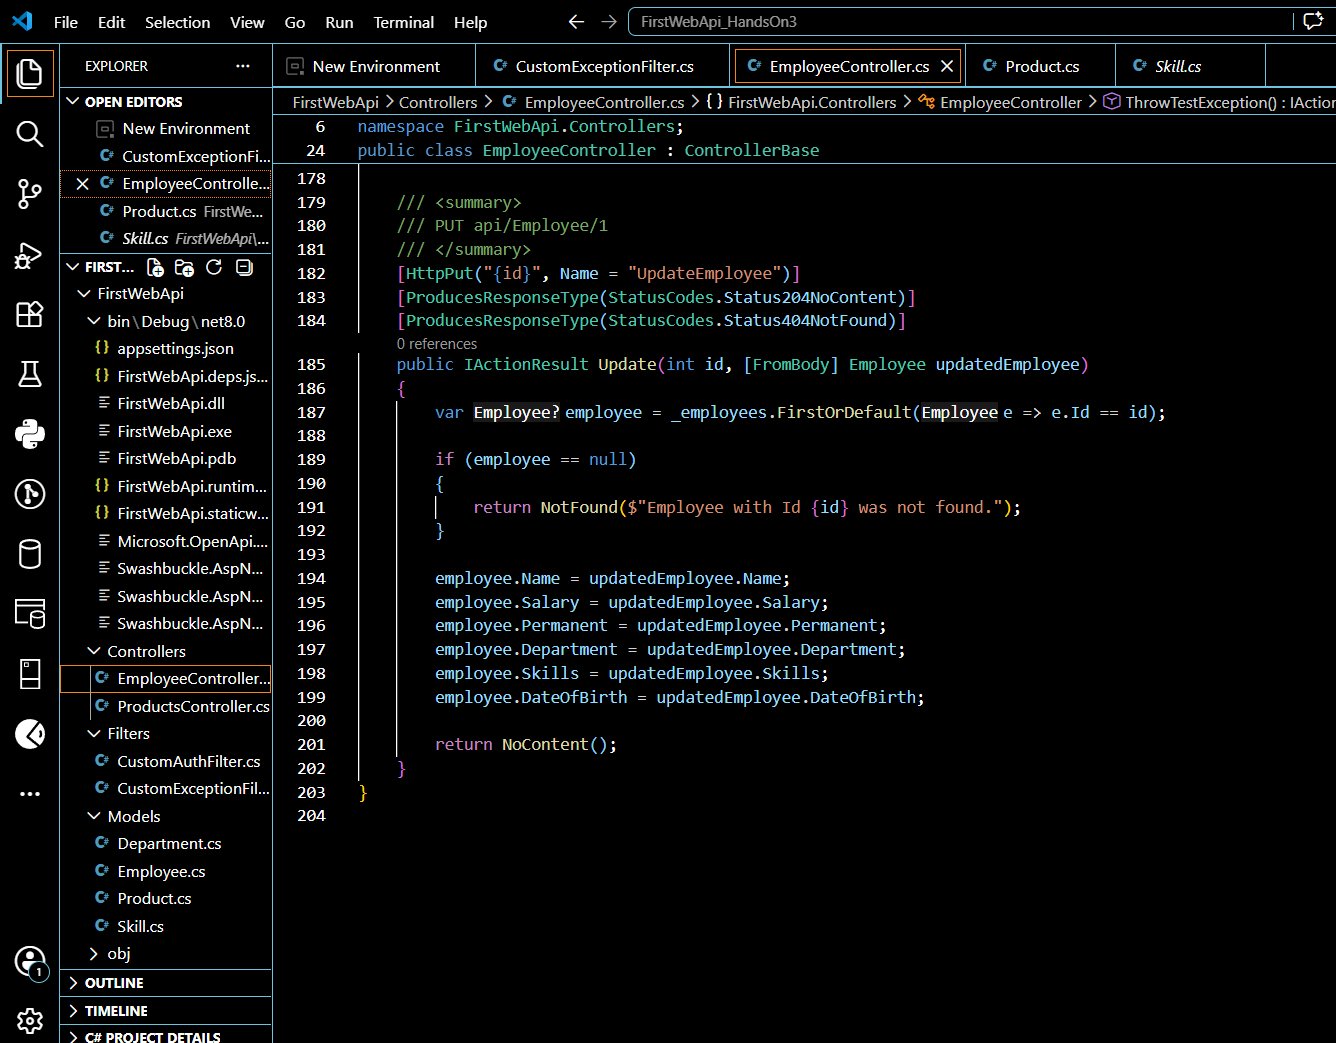 File Edit Selection View Go Run Terminal Help
FirstWebApi_HandsOn3
EXPLORER
OPEN EDITORS
New Environment
CustomExceptionFi...
EmployeeControlle...
Product.cs FirstWe...
Skill.cs FirstWebApi\...
FIRST...
FirstWebApi
bin\Debug\net8.0
{} appsettings.json
{} FirstWebApi.deps.js...
FirstWebApi.dll
FirstWebApi.exe
FirstWebApi.pdb
{} FirstWebApi.runtim...
{} FirstWebApi.staticw...
Microsoft.OpenApi....
Swashbuckle.AspN...
Swashbuckle.AspN...
Swashbuckle.AspN...
Controllers
EmployeeController...
ProductsController.cs
Filters
CustomAuthFilter.cs
CustomExceptionFil...
Models
Department.cs
Employee.cs
Product.cs
Skill.cs
obj
OUTLINE
TIMELINE
C# PROJECT DETAILS
1
New Environment
C# CustomExceptionFilter.cs
C# EmployeeController.cs
C# Product.cs
C# Skill.cs
FirstWebApi > Controllers > C# EmployeeController.cs > {} FirstWebApi.Controllers > EmployeeController > ThrowTestException() : IAction
6 namespace FirstWebApi.Controllers;
24 public class EmployeeController : ControllerBase
178
179 /// <summary>
180 /// PUT api/Employee/1
181 /// </summary>
182 [HttpPut("{id}", Name = "UpdateEmployee")]
183 [ProducesResponseType(StatusCodes.Status204NoContent)]
184 [ProducesResponseType(StatusCodes.Status404NotFound)]
0 references
185 public IActionResult Update(int id, [FromBody] Employee updatedEmployee)
186 {
187 var Employee? employee = _employees.FirstOrDefault(Employee e => e.Id == id);
188
189 if (employee == null)
190 {
191 return NotFound($"Employee with Id {id} was not found.");
192 }
193
194 employee.Name = updatedEmployee.Name;
195 employee.Salary = updatedEmployee.Salary;
196 employee.Permanent = updatedEmployee.Permanent;
197 employee.Department = updatedEmployee.Department;
198 employee.Skills = updatedEmployee.Skills;
199 employee.DateOfBirth = updatedEmployee.DateOfBirth;
200
201 return NoContent();
202 }
203 }
204